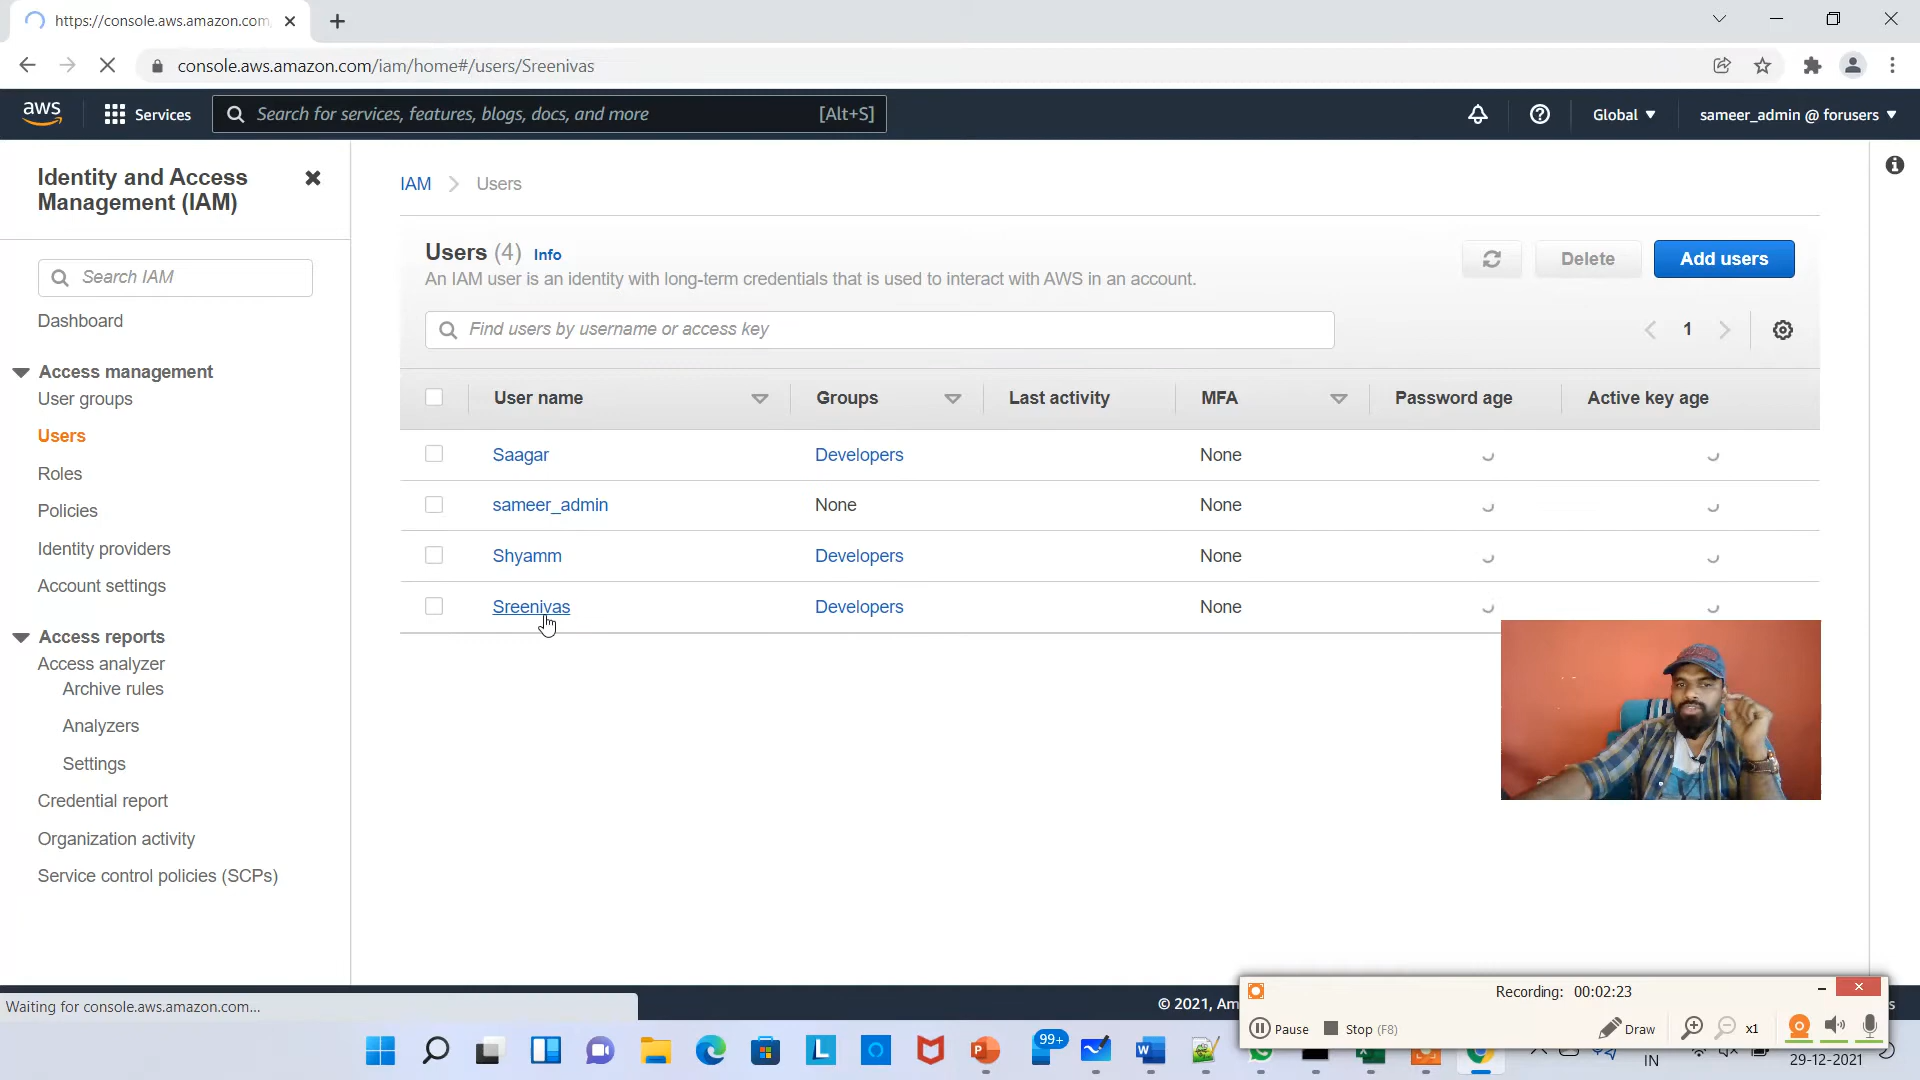 https://console.aws.amazon.com
console.aws.amazon.com/iam/home#/users/Sreenivas
aws
Services
Search for services, features, blogs, docs, and more
[Alt+S]
Global
sameer_admin @ forusers
Identity and Access
Management (IAM)
Search IAM
Dashboard
Access management
User groups
Users
Roles
Policies
Identity providers
Account settings
Access reports
Access analyzer
Archive rules
Analyzers
Settings
Credential report
Organization activity
Service control policies (SCPs)
IAM
Users
Users (4) Info
An IAM user is an identity with long-term credentials that is used to interact with AWS in an account.
Delete
Add users
Find users by username or access key
1
User name Groups Last activity MFA Password age Active key age
Saagar Developers None
sameer_admin None None
Shyamm Developers None
Sreenivas Developers None
Waiting for console.aws.amazon.com...
© 2021, Am
Recording: 00:02:23
Pause
Stop (F8)
Draw
x1
99+
IN
29-12-2021